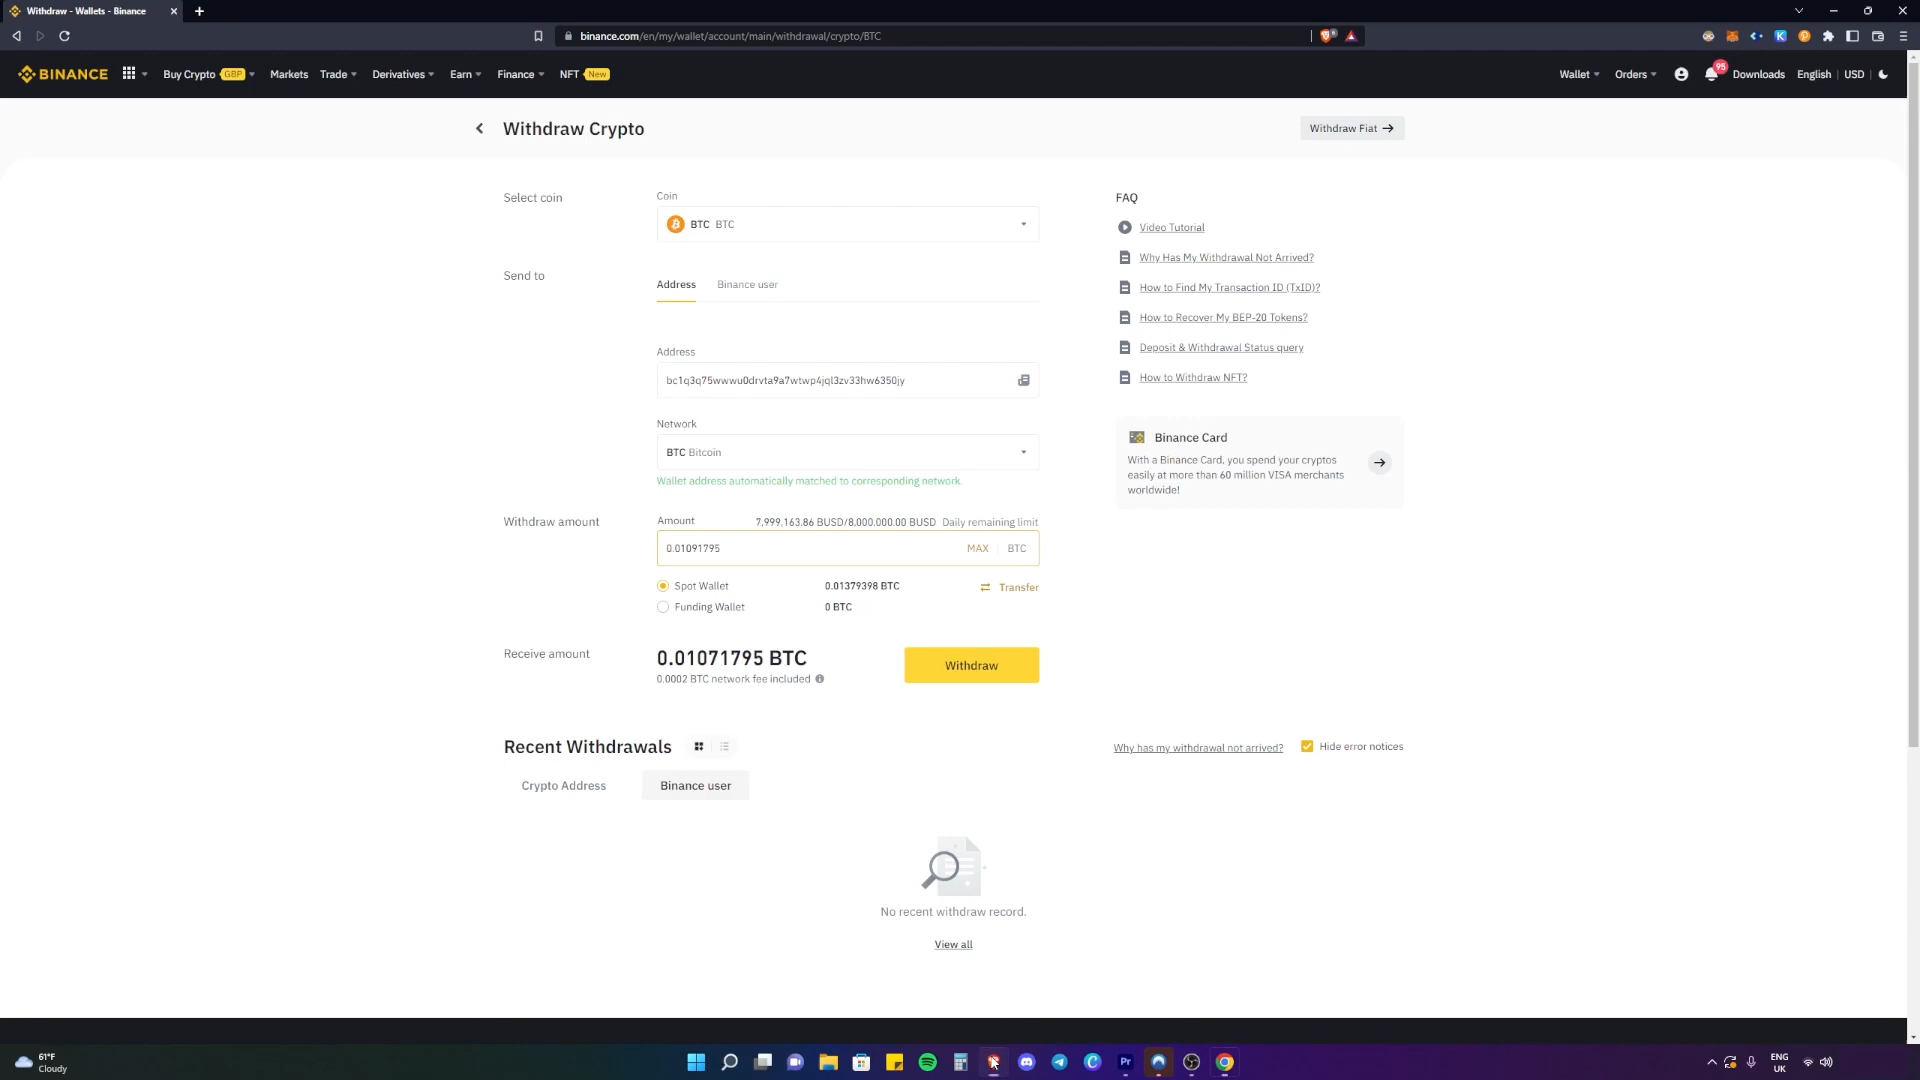 Withdraw - Wallets - Binance
binance.com/en/my/wallet/account/main/withdrawal/crypto/BTC
BINANCE Buy Crypto GBP Markets Trade Derivatives Earn Finance NFT New Wallet Orders 95 Downloads English USD
Withdraw Crypto
Withdraw Fiat
Select coin
Coin
BTC BTC
Send to
Address Binance user
Address
bc1q3q75wwwu0drvta9a7wtwp4jql3zv33hw6350jy
Network
BTC Bitcoin
Wallet address automatically matched to corresponding network.
Withdraw amount
Amount 7,999,163.86 BUSD/8,000,000.00 BUSD Daily remaining limit
0.01091795 MAX BTC
Spot Wallet 0.01379398 BTC Transfer
Funding Wallet 0 BTC
Receive amount
0.01071795 BTC
0.0002 BTC network fee included
Withdraw
FAQ
Video Tutorial
Why Has My Withdrawal Not Arrived?
How to Find My Transaction ID (TxID)?
How to Recover My BEP-20 Tokens?
Deposit & Withdrawal Status query
How to Withdraw NFT?
Binance Card
With a Binance Card, you spend your cryptos
easily at more than 60 million VISA merchants
worldwide!
Recent Withdrawals
Why has my withdrawal not arrived? Hide error notices
Crypto Address Binance user
No recent withdraw record.
View all
61°F
Cloudy
ENG
UK